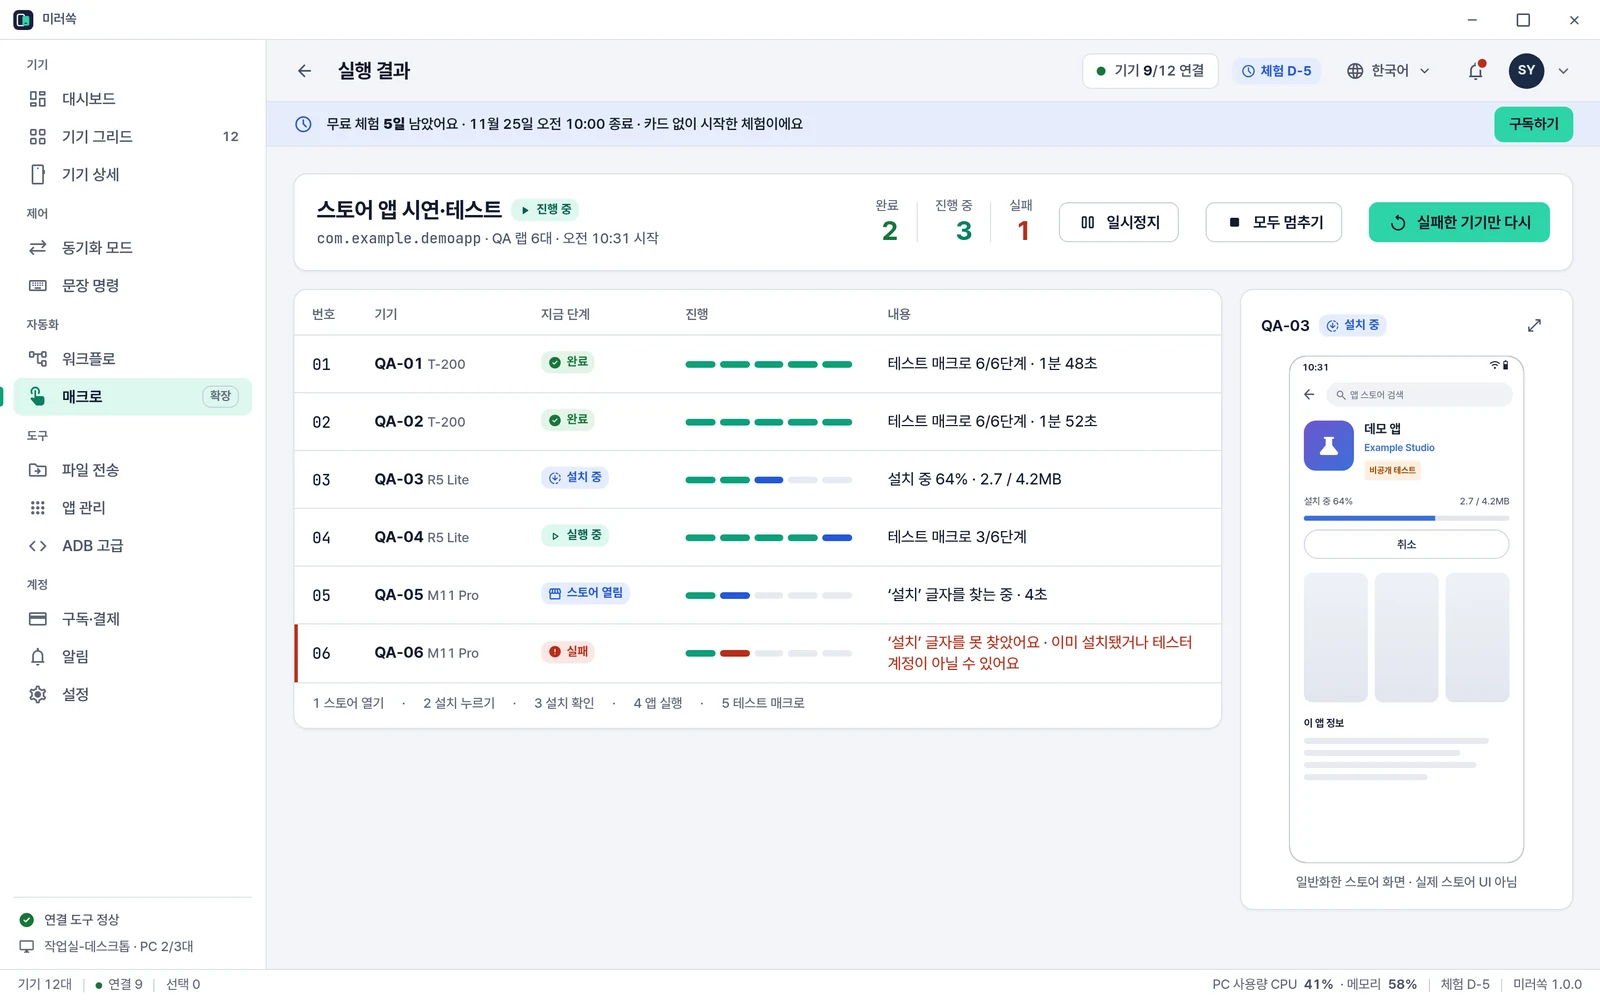 미러쏙
기기
대시보드
기기 그리드 12
기기 상세
제어
동기화 모드
문장 명령
자동화
워크플로
매크로 확장
도구
파일 전송
앱 관리
ADB 고급
계정
구독·결제
알림
설정
연결 도구 정상
작업실-데스크톱 · PC 2/3대
실행 결과
기기 9/12 연결
체험 D-5
한국어
SY
무료 체험 5일 남았어요 · 11월 25일 오전 10:00 종료 · 카드 없이 시작한 체험이에요
구독하기
스토어 앱 시연·테스트 진행 중
com.example.demoapp · QA 랩 6대 · 오전 10:31 시작
완료 2
진행 중 3
실패 1
일시정지
모두 멈추기
실패한 기기만 다시
번호 기기 지금 단계 진행 내용
01 QA-01 T-200 완료 테스트 매크로 6/6단계 · 1분 48초
02 QA-02 T-200 완료 테스트 매크로 6/6단계 · 1분 52초
03 QA-03 R5 Lite 설치 중 설치 중 64% · 2.7 / 4.2MB
04 QA-04 R5 Lite 실행 중 테스트 매크로 3/6단계
05 QA-05 M11 Pro 스토어 열림 ‘설치’ 글자를 찾는 중 · 4초
06 QA-06 M11 Pro 실패 ‘설치’ 글자를 못 찾았어요 · 이미 설치됐거나 테스터
계정이 아닐 수 있어요
1 스토어 열기 · 2 설치 누르기 · 3 설치 확인 · 4 앱 실행 · 5 테스트 매크로
QA-03 설치 중
10:31
앱 스토어 검색
데모 앱
Example Studio
비공개 테스트
설치 중 64% 2.7 / 4.2MB
취소
이 앱 정보
일반화한 스토어 화면 · 실제 스토어 UI 아님
기기 12대 연결 9 선택 0
PC 사용량 CPU 41% · 메모리 58% 체험 D-5 미러쏙 1.0.0